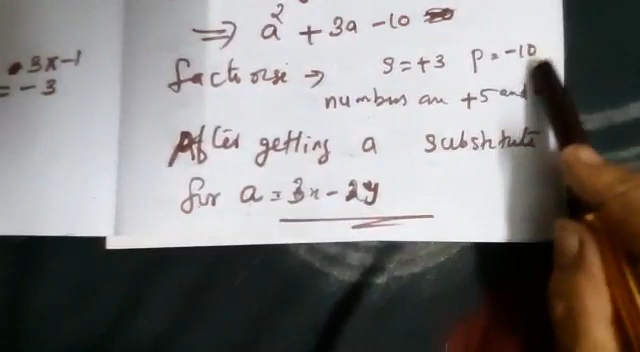 3x-1
= -3
⇒ a² + 3a - 10
factorise → S = +3 P = -10
numbers are +5 and
After getting a substitute
for a = 3x - 2y